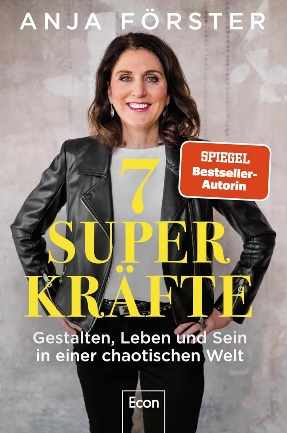 ANJA FÖRSTER
7
SPIEGEL
Bestseller-
Autorin
SUPER
KRÄFTE
Gestalten, Leben und Sein
in einer chaotischen Welt
Econ